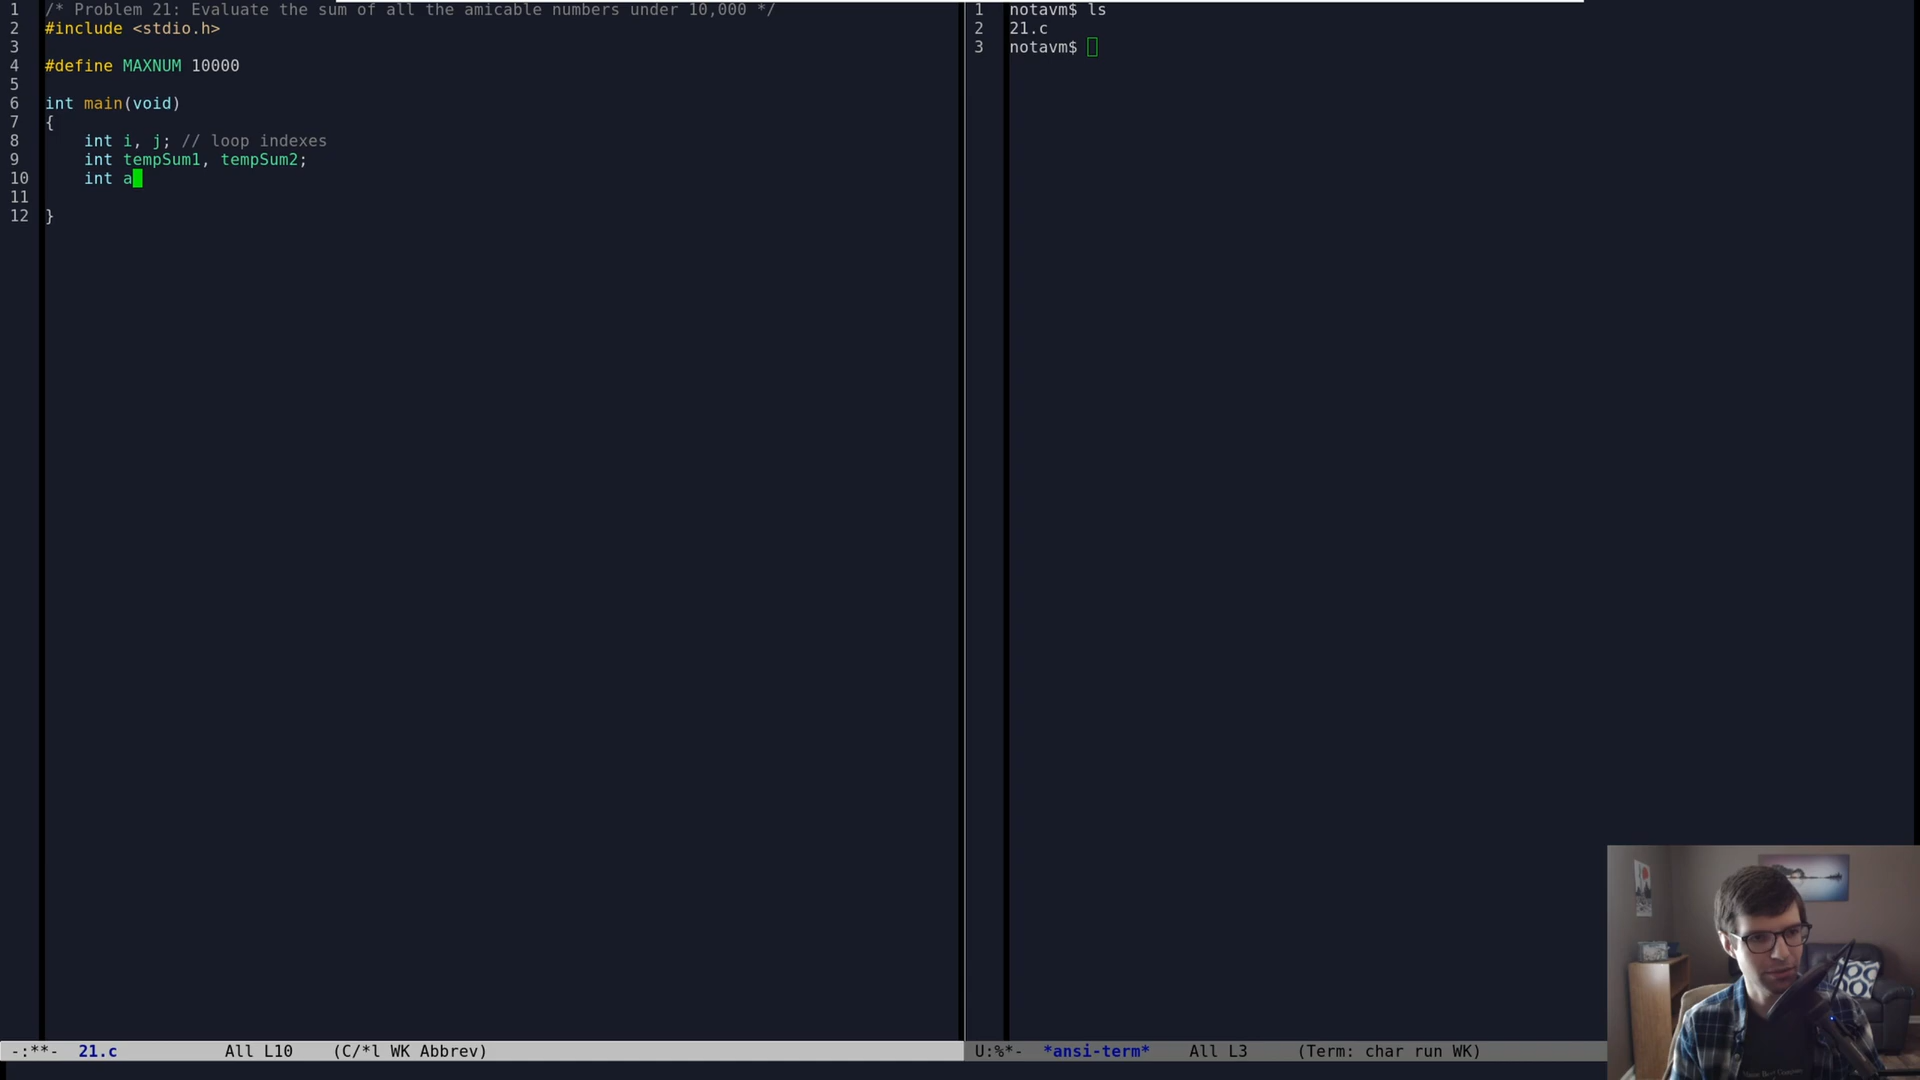 1 /* Problem 21: Evaluate the sum of all the amicable numbers under 10,000 */
2 #include <stdio.h>
3
4 #define MAXNUM 10000
5
6 int main(void)
7 {
8     int i, j; // loop indexes
9     int tempSum1, tempSum2;
10     int a
11
12 }
-:**-  21.c           All L10    (C/*l WK Abbrev)
1 notavm$ ls
2 21.c
3 notavm$
U:%*-  *ansi-term*    All L3     (Term: char run WK)